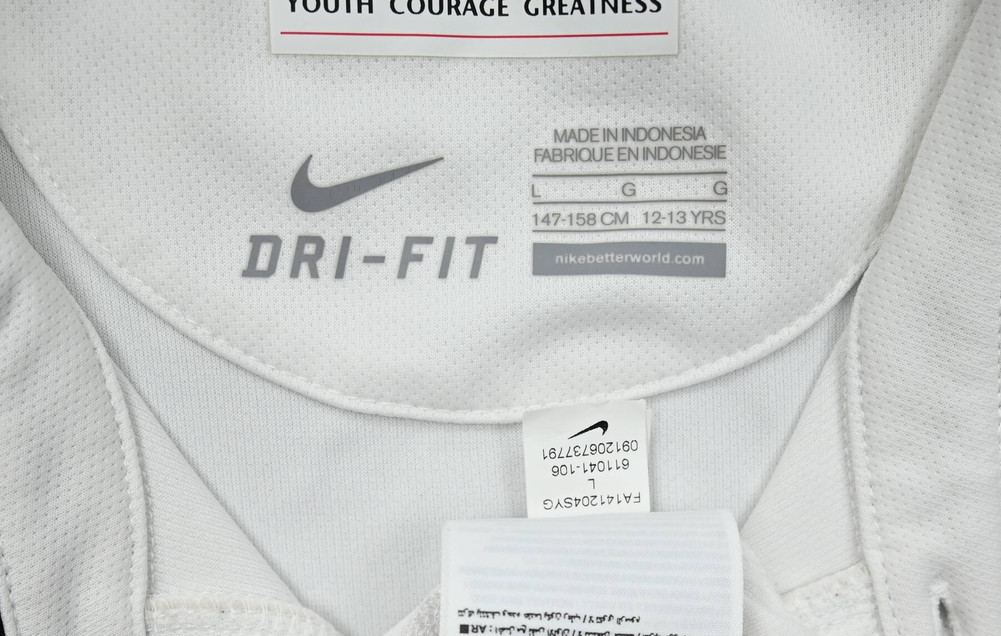 YOUTH COURAGE GREATNESS
DRI-FIT
MADE IN INDONESIA
FABRIQUE EN INDONESIE
L G G
147-158 CM 12-13 YRS
nikebetterworld.com
FA141204SYG
L
611041-106
091206737791
AR: